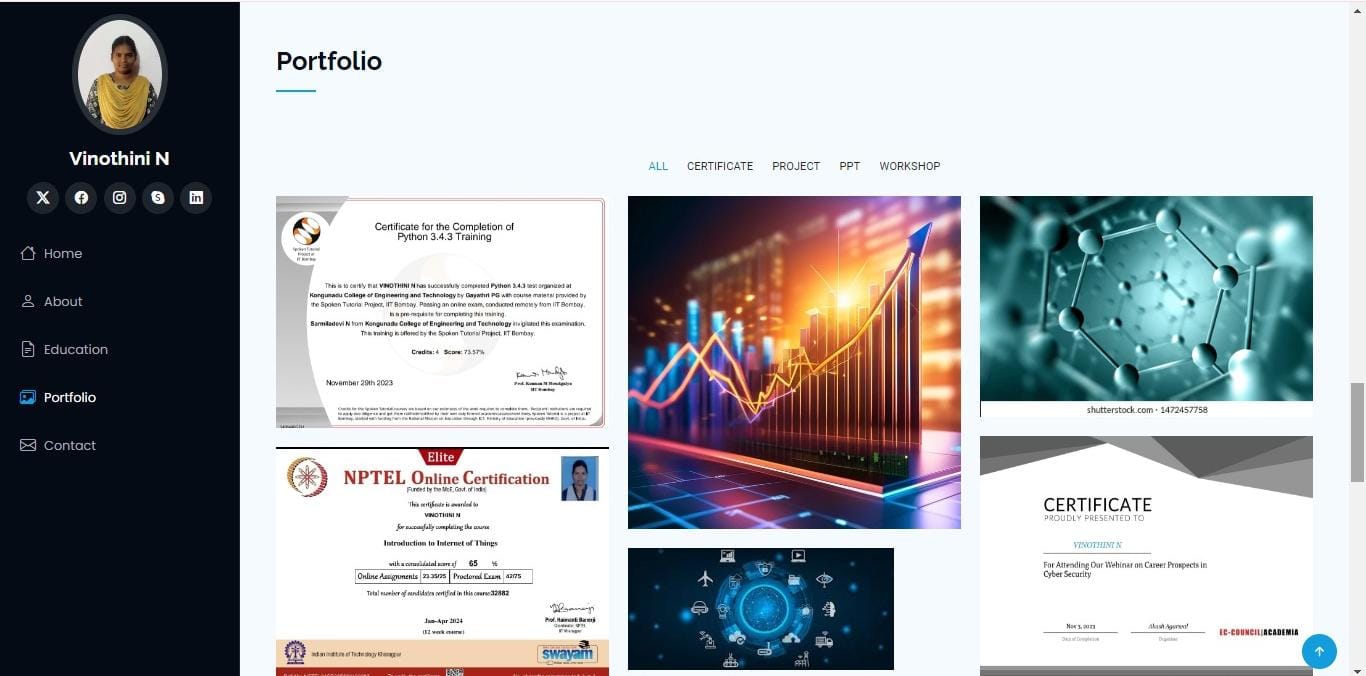 Portfolio
Vinothini N
Home
About
Education
Portfolio
Contact
ALL CERTIFICATE PROJECT PPT WORKSHOP
Spoken Tutorial
Project at
IIT Bombay
Certificate for the Completion of
Python 3.4.3 Training
This is to certify that VINOTHINI N has successfully completed Python 3.4.3 test organized at
Kongunadu College of Engineering and Technology by Gayathri PG with course material provided by
the Spoken Tutorial Project, IIT Bombay. Passing an online exam, conducted remotely from IIT Bombay,
is a pre-requisite for completing this training.
Sarmiladevi N from Kongunadu College of Engineering and Technology invigilated this examination.
This training is offered by the Spoken Tutorial Project, IIT Bombay.
Credits: 4 Score: 73.57%
November 29th 2023
Prof. Kannan M Moudgalya
IIT Bombay
Elite
NPTEL Online Certification
(Funded by the MoE, Govt. of India)
This certificate is awarded to
VINOTHINI N
for successfully completing the course
Introduction to Internet of Things
with a consolidated score of 65 %
Online Assignments 23.35/25 Proctored Exam 42/75
Total number of candidates certified in this course:32882
Jan-Apr 2024
(12 week course)
Prof. Haimanti Banerji
Coordinator, NPTEL
IIT Kharagpur
Indian Institute of Technology Kharagpur
swayam
shutterstock.com · 1472457758
CERTIFICATE
PROUDLY PRESENTED TO
VINOTHINI N
For Attending Our Webinar on Career Prospects in
Cyber Security
Nov 3, 2023
Date of Completion
Akash Agarwal
Organizer
EC-COUNCIL|ACADEMIA